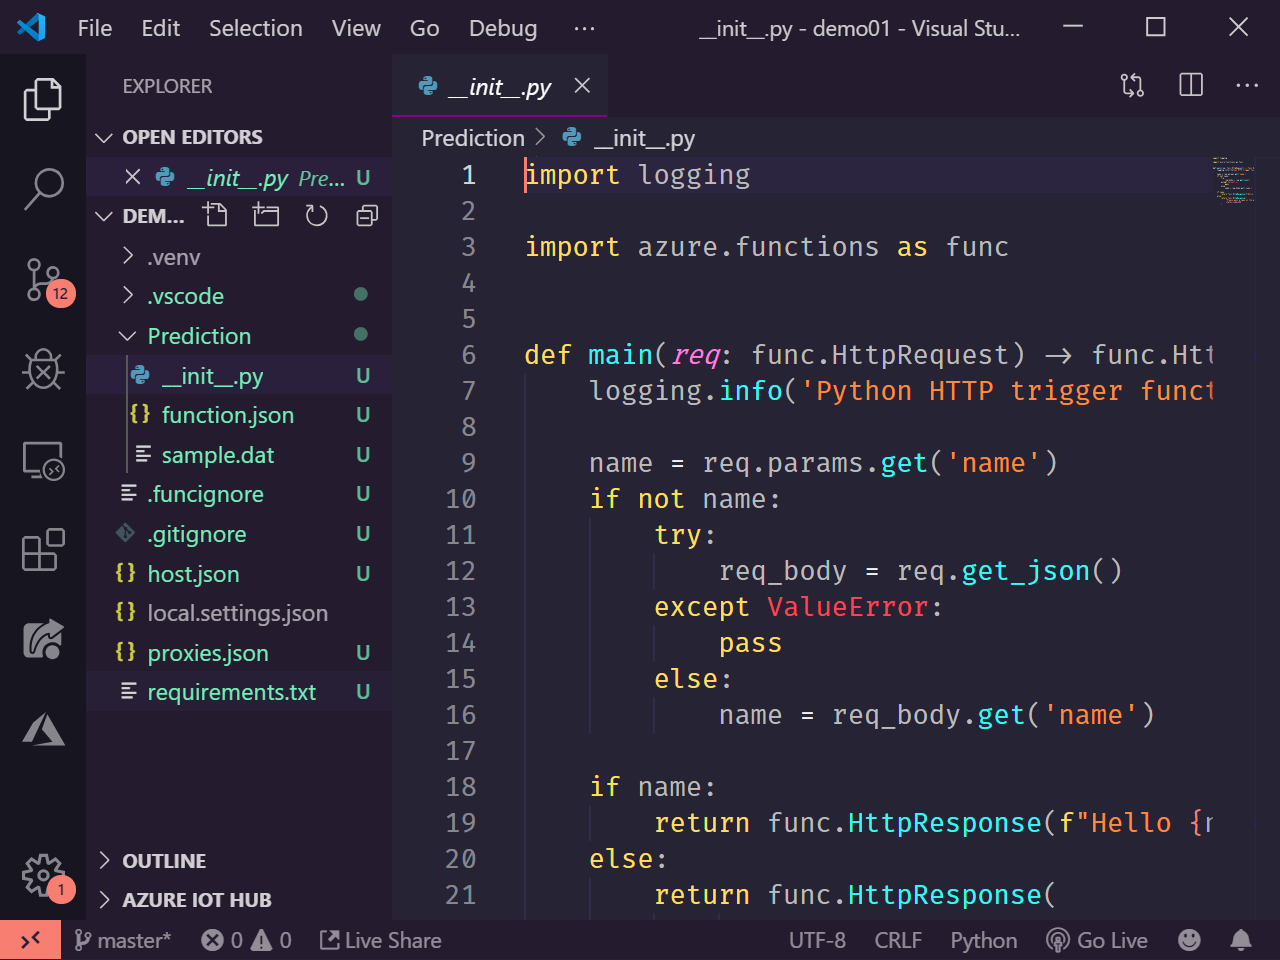 File Edit Selection View Go Debug ··· __init__.py - demo01 - Visual Stu...
EXPLORER
OPEN EDITORS
__init__.py Pre... U
DEM...
.venv
.vscode
Prediction
__init__.py U
function.json U
sample.dat U
.funcignore U
.gitignore U
host.json U
local.settings.json
proxies.json U
requirements.txt U
OUTLINE
AZURE IOT HUB
12
1
__init__.py
Prediction > __init__.py
1 import logging
2
3 import azure.functions as func
4
5
6 def main(req: func.HttpRequest) -> func.Htt
7 logging.info('Python HTTP trigger funct
8
9 name = req.params.get('name')
10 if not name:
11 try:
12 req_body = req.get_json()
13 except ValueError:
14 pass
15 else:
16 name = req_body.get('name')
17
18 if name:
19 return func.HttpResponse(f"Hello {n
20 else:
21 return func.HttpResponse(
master* 0 0 Live Share UTF-8 CRLF Python Go Live